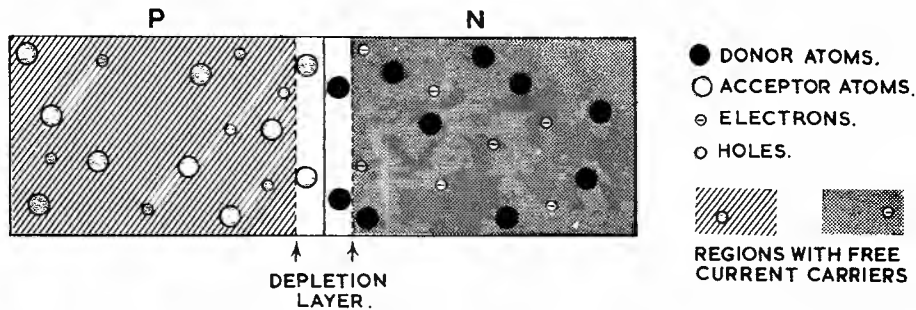 P
N
DONOR ATOMS.
ACCEPTOR ATOMS.
ELECTRONS.
HOLES.
REGIONS WITH FREE
CURRENT CARRIERS
DEPLETION
LAYER.